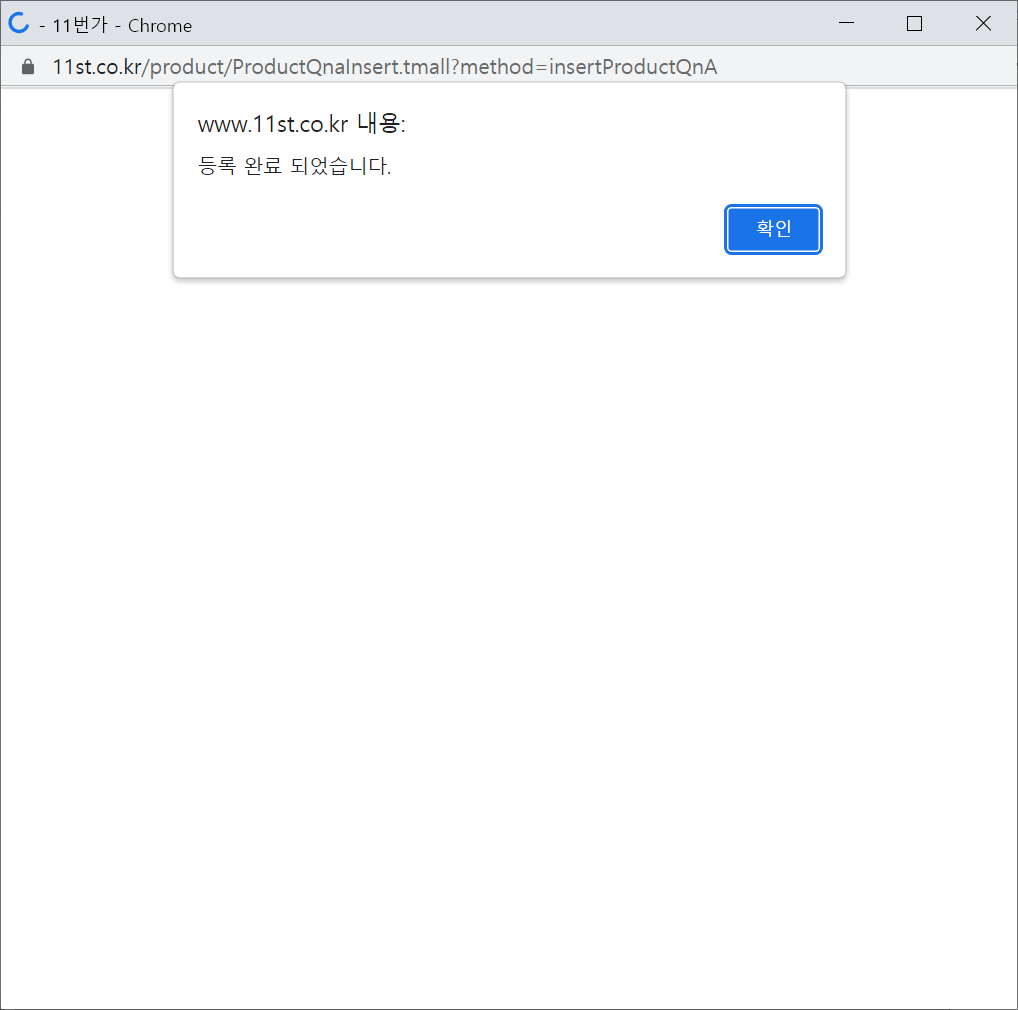 - 11번가 - Chrome
11st.co.kr/product/ProductQnaInsert.tmall?method=insertProductQnA
www.11st.co.kr 내용:
등록 완료 되었습니다.
확인